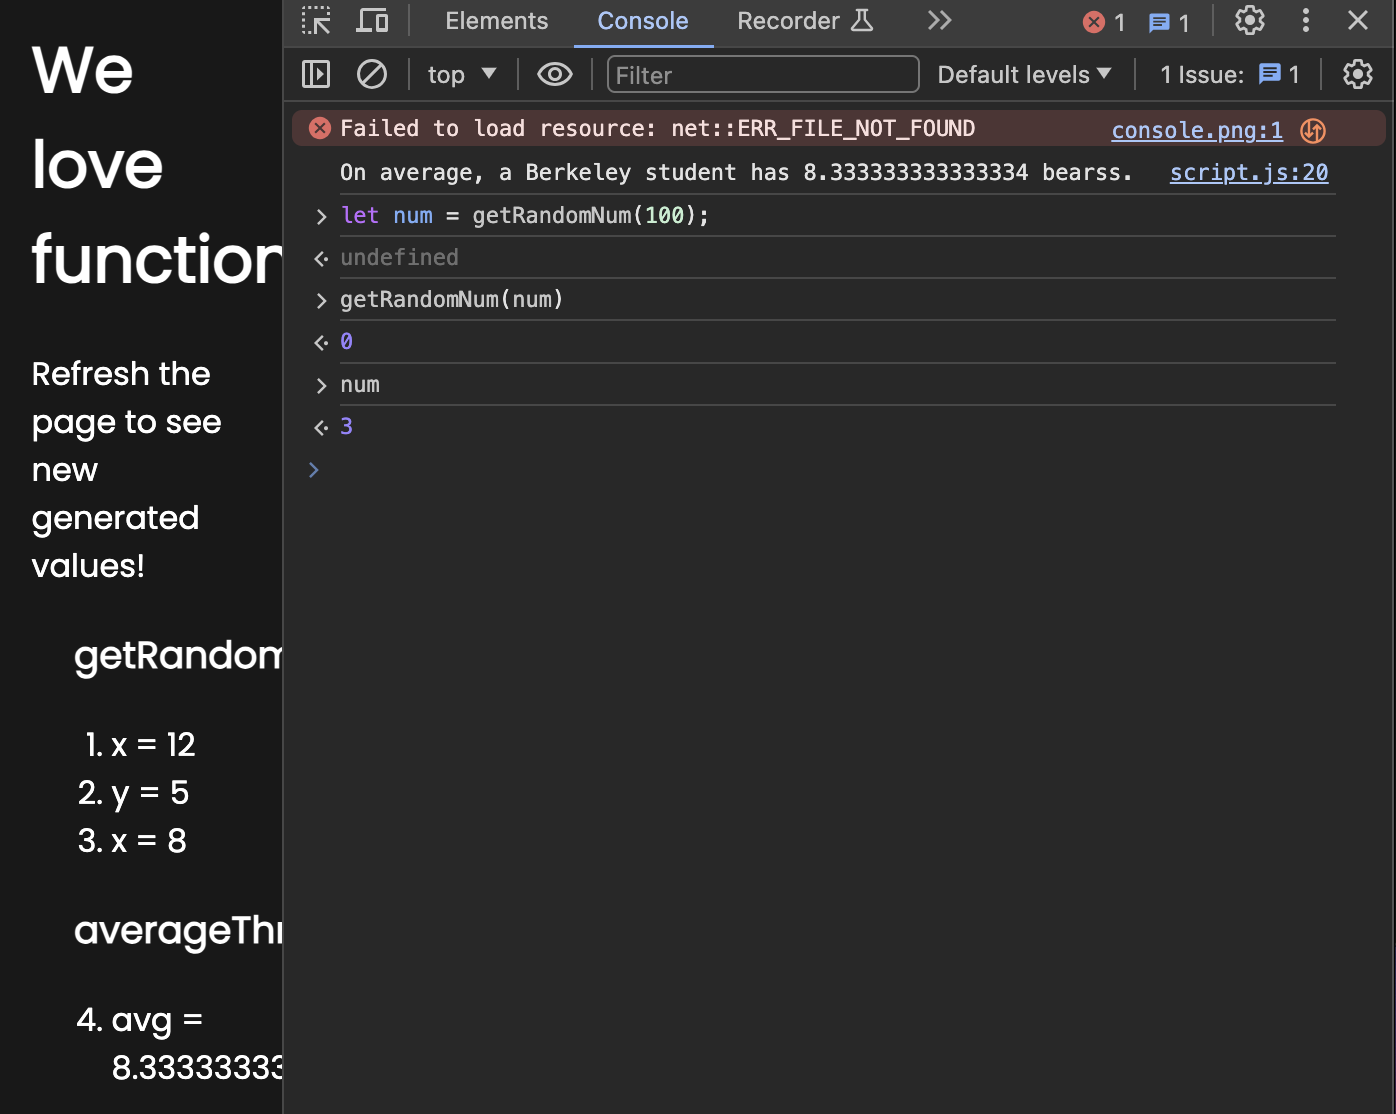 We
love
function
Refresh the
page to see
new
generated
values!
getRandom
1. x = 12
2. y = 5
3. x = 8
averageThr
4. avg =
8.33333333
Elements Console Recorder 1 1
top Filter Default levels 1 Issue: 1
Failed to load resource: net::ERR_FILE_NOT_FOUND console.png:1
On average, a Berkeley student has 8.333333333333334 bearss. script.js:20
> let num = getRandomNum(100);
undefined
> getRandomNum(num)
0
> num
3
>